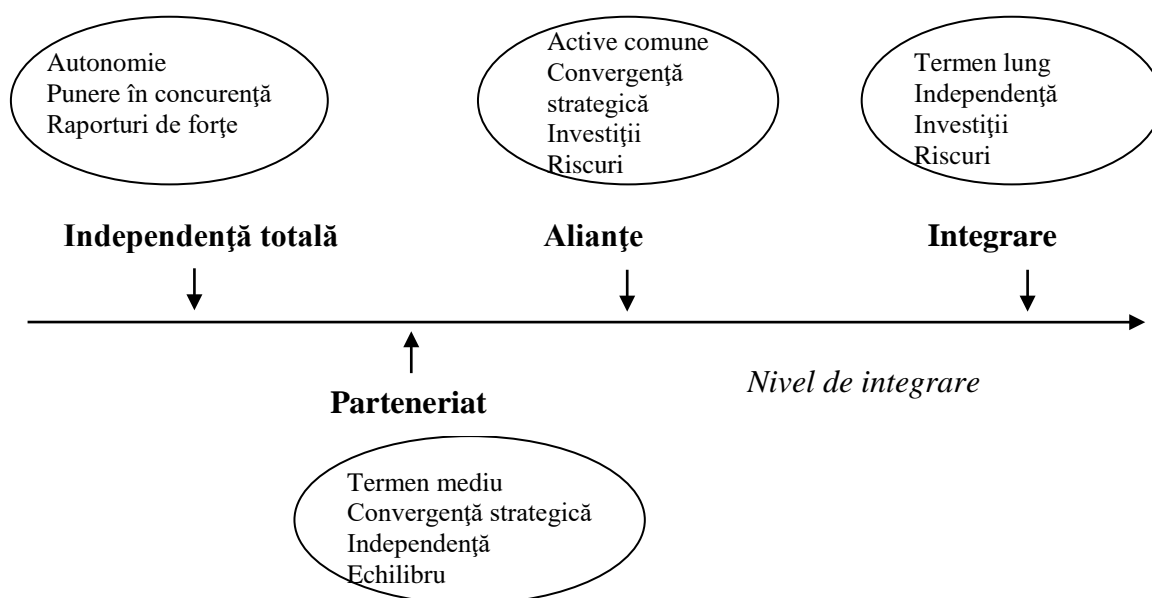 Autonomie
Punere în concurenţă
Raporturi de forţe
Active comune
Convergenţă
strategică
Investiţii
Riscuri
Termen lung
Independenţă
Investiţii
Riscuri
Independenţă totală
Alianţe
Integrare
Nivel de integrare
Parteneriat
Termen mediu
Convergenţă strategică
Independenţă
Echilibru